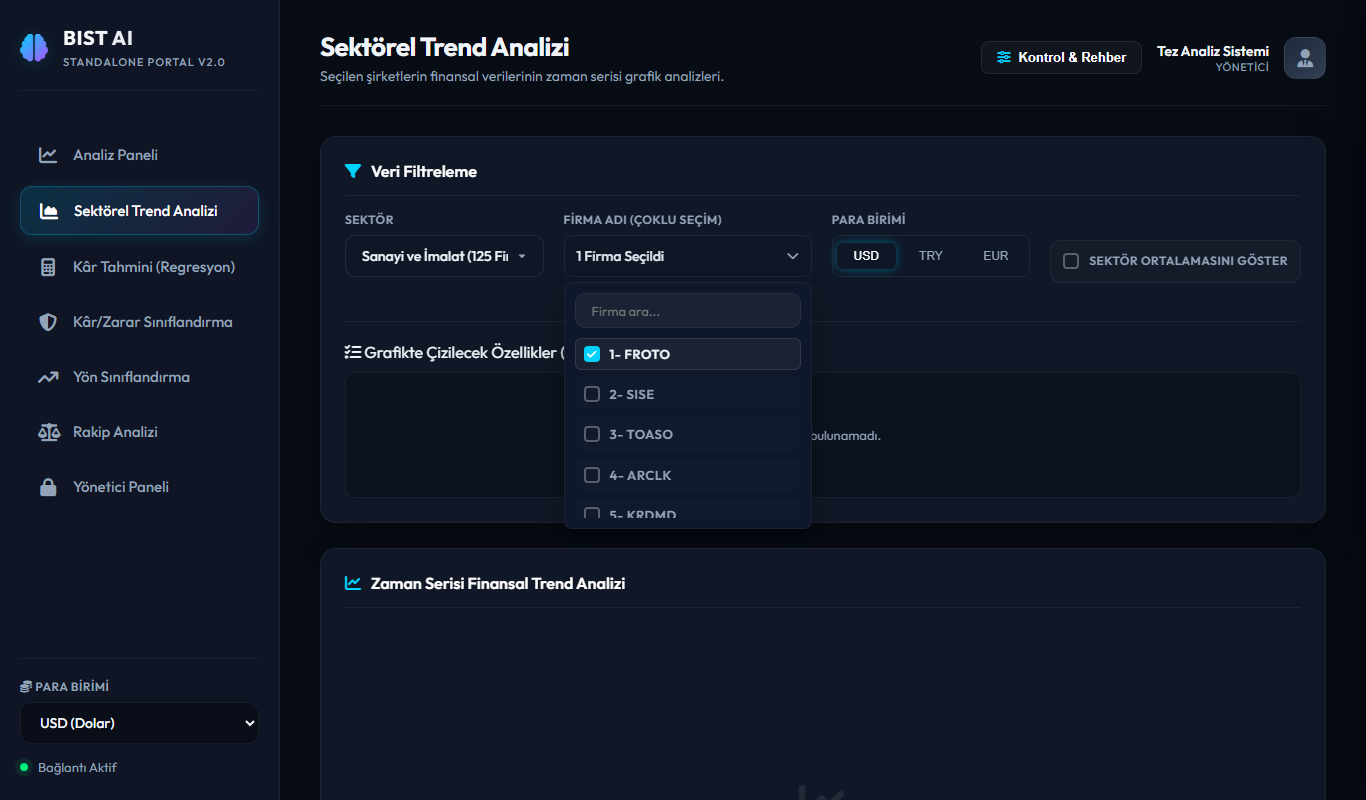 BIST AI
STANDALONE PORTAL V2.0
Analiz Paneli
Sektörel Trend Analizi
Kâr Tahmini (Regresyon)
Kâr/Zarar Sınıflandırma
Yön Sınıflandırma
Rakip Analizi
Yönetici Paneli
PARA BİRİMİ
USD (Dolar)
Bağlantı Aktif
Sektörel Trend Analizi
Seçilen şirketlerin finansal verilerinin zaman serisi grafik analizleri.
Kontrol & Rehber
Tez Analiz Sistemi
YÖNETİCİ
Veri Filtreleme
SEKTÖR
Sanayi ve İmalat (125 Fi
FİRMA ADI (ÇOKLU SEÇİM)
1 Firma Seçildi
PARA BİRİMİ
USD TRY EUR
SEKTÖR ORTALAMASINI GÖSTER
Firma ara...
1- FROTO
2- SISE
3- TOASO
4- ARCLK
5- KRDMD
Grafikte Çizilecek Özellikler (
bulunamadı.
Zaman Serisi Finansal Trend Analizi